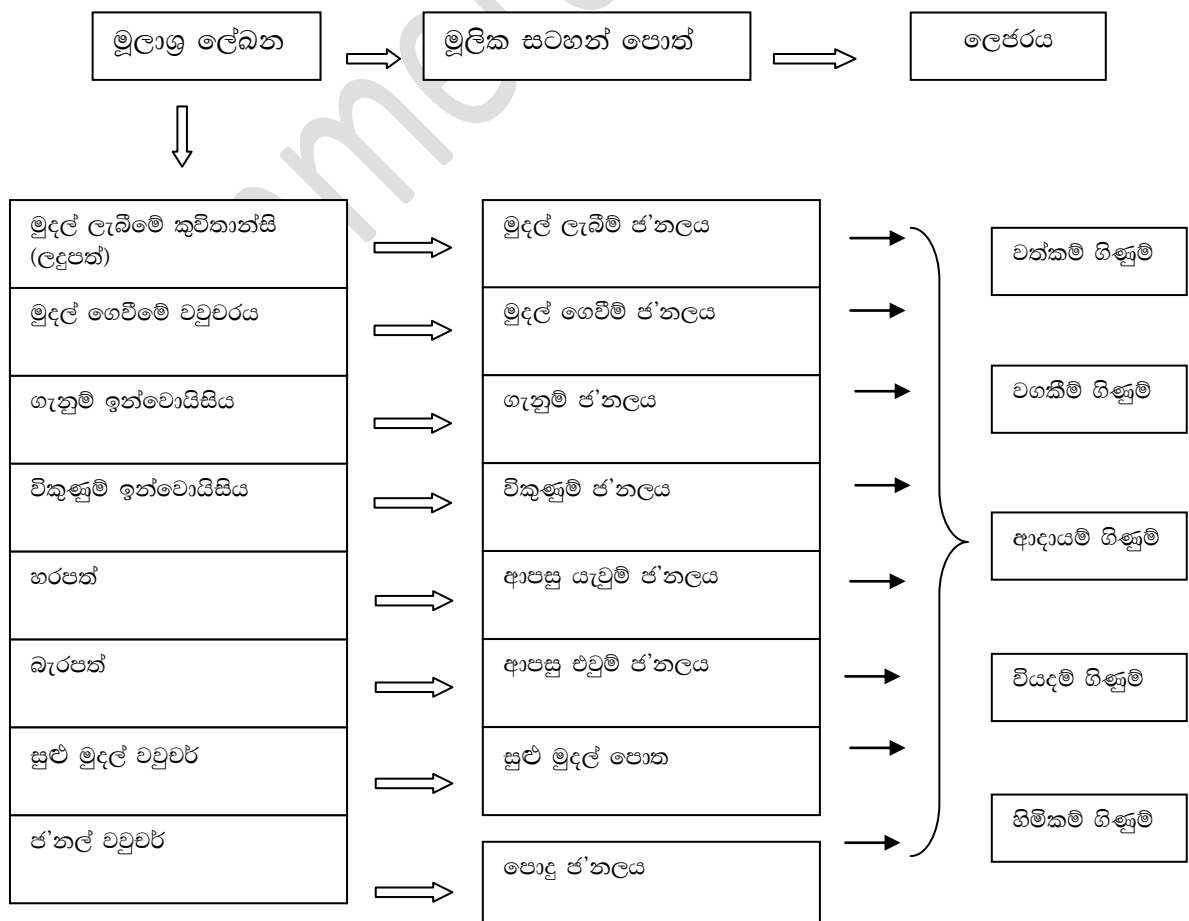 මූලාශ්‍ර ලේඛන
මූලික සටහන් පොත්
ලෙජරය
මුදල් ලැබීමේ කුවිතාන්සි
(ලදුපත්)
මුදල් ලැබීම් ජ'නලය
වත්කම් ගිණුම්
මුදල් ගෙවීමේ වවුචරය
මුදල් ගෙවීම් ජ'නලය
ගැනුම් ඉන්වොයිසිය
ගැනුම් ජ'නලය
වගකීම් ගිණුම්
විකුණුම් ඉන්වොයිසිය
විකුණුම් ජ'නලය
ආදායම් ගිණුම්
හරපත්
ආපසු යැවුම් ජ'නලය
බැරපත්
ආපසු එවුම් ජ'නලය
වියදම් ගිණුම්
සුළු මුදල් වවුචර්
සුළු මුදල් පොත
හිමිකම් ගිණුම්
ජ'නල් වවුචර්
පොදු ජ'නලය